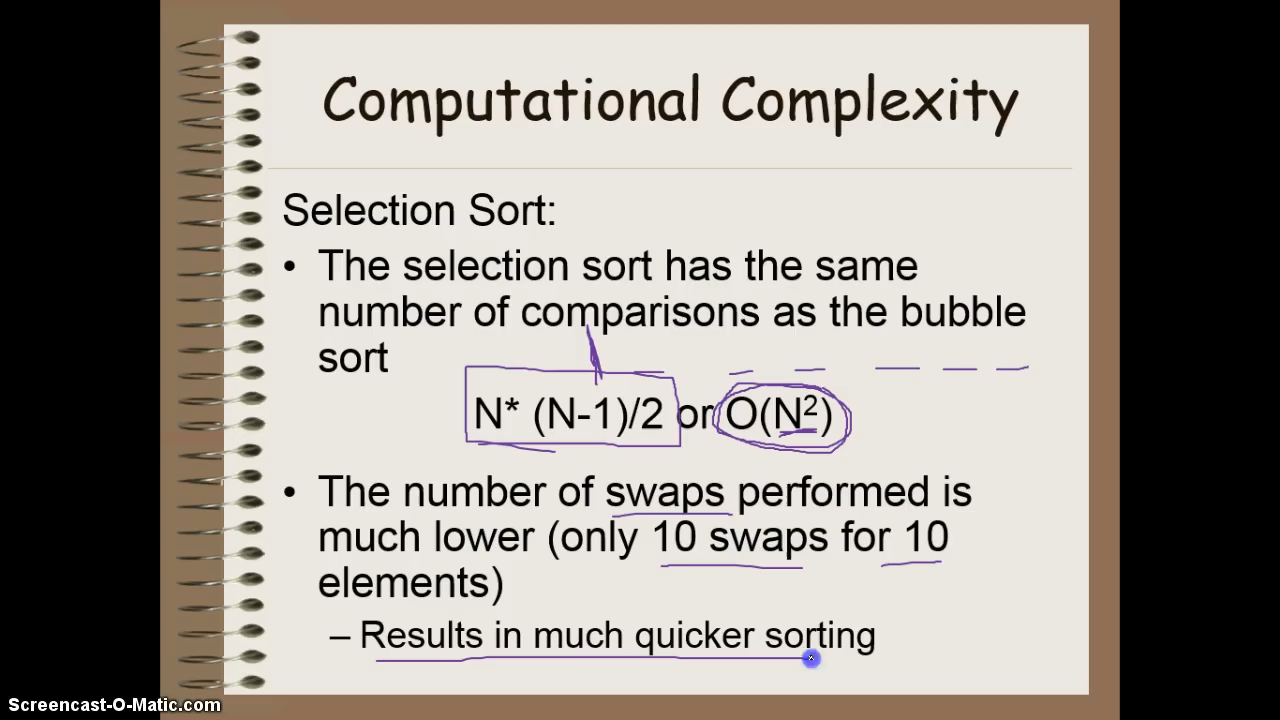 Computational Complexity
Selection Sort:
• The selection sort has the same
number of comparisons as the bubble
sort
N* (N-1)/2 or O(N²)
• The number of swaps performed is
much lower (only 10 swaps for 10
elements)
– Results in much quicker sorting
Screencast-O-Matic.com